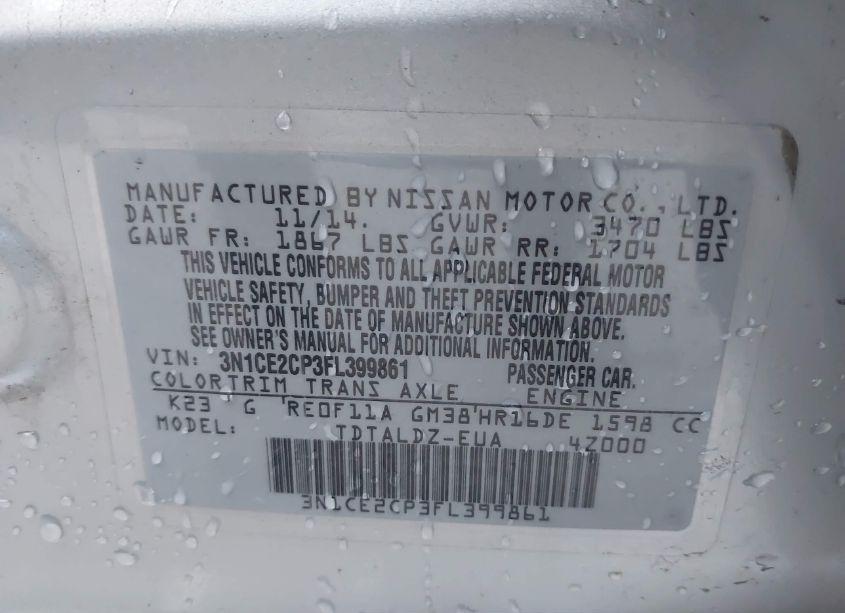 MANUFACTURED BY NISSAN MOTOR CO., LTD.
DATE: 11/14. GVWR: 3470 LBS
GAWR FR: 1867 LBS GAWR RR: 1704 LBS
THIS VEHICLE CONFORMS TO ALL APPLICABLE FEDERAL MOTOR
VEHICLE SAFETY, BUMPER AND THEFT PREVENTION STANDARDS
IN EFFECT ON THE DATE OF MANUFACTURE SHOWN ABOVE.
SEE OWNER'S MANUAL FOR ADDITIONAL INFORMATION.
VIN: 3N1CE2CP3FL399861 PASSENGER CAR.
COLOR TRIM TRANS AXLE ENGINE
K23 G RE0F11A GM38 HR16DE 1598 CC
MODEL: TDTALDZ-EUA 4Z000
3N1CE2CP3FL399861